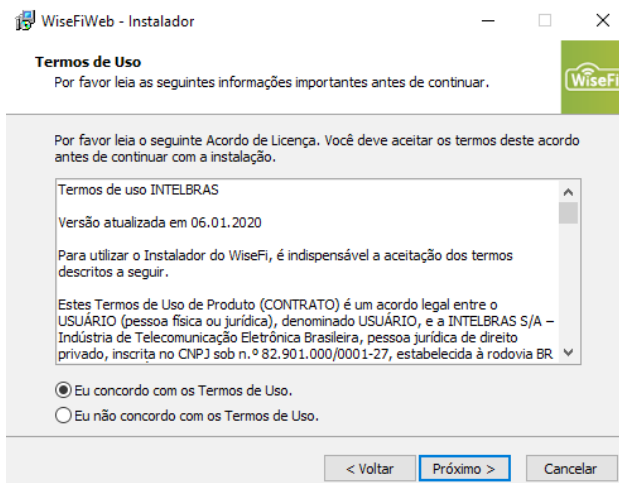 WiseFiWeb - Instalador
Termos de Uso
Por favor leia as seguintes informações importantes antes de continuar.
WiseFi
Por favor leia o seguinte Acordo de Licença. Você deve aceitar os termos deste acordo
antes de continuar com a instalação.
Termos de uso INTELBRAS
Versão atualizada em 06.01.2020
Para utilizar o Instalador do WiseFi, é indispensável a aceitação dos termos
descritos a seguir.
Estes Termos de Uso de Produto (CONTRATO) é um acordo legal entre o
USUÁRIO (pessoa física ou jurídica), denominado USUÁRIO, e a INTELBRAS S/A –
Indústria de Telecomunicação Eletrônica Brasileira, pessoa jurídica de direito
privado, inscrita no CNPJ sob n.º 82.901.000/0001-27, estabelecida à rodovia BR
Eu concordo com os Termos de Uso.
Eu não concordo com os Termos de Uso.
< Voltar
Próximo >
Cancelar